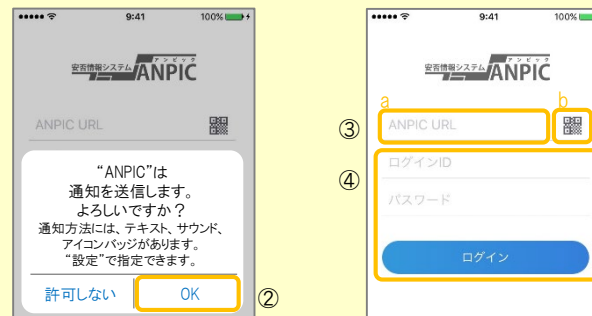 9:41
100%
安否情報システム
アンピック
ANPIC
ANPIC URL
“ANPIC”は
通知を送信します。
よろしいですか？
通知方法には、テキスト、サウンド、
アイコンバッジがあります。
“設定”で指定できます。
許可しない
OK
②
9:41
100%
安否情報システム
アンピック
ANPIC
a
b
③
ANPIC URL
④
ログインID
パスワード
ログイン